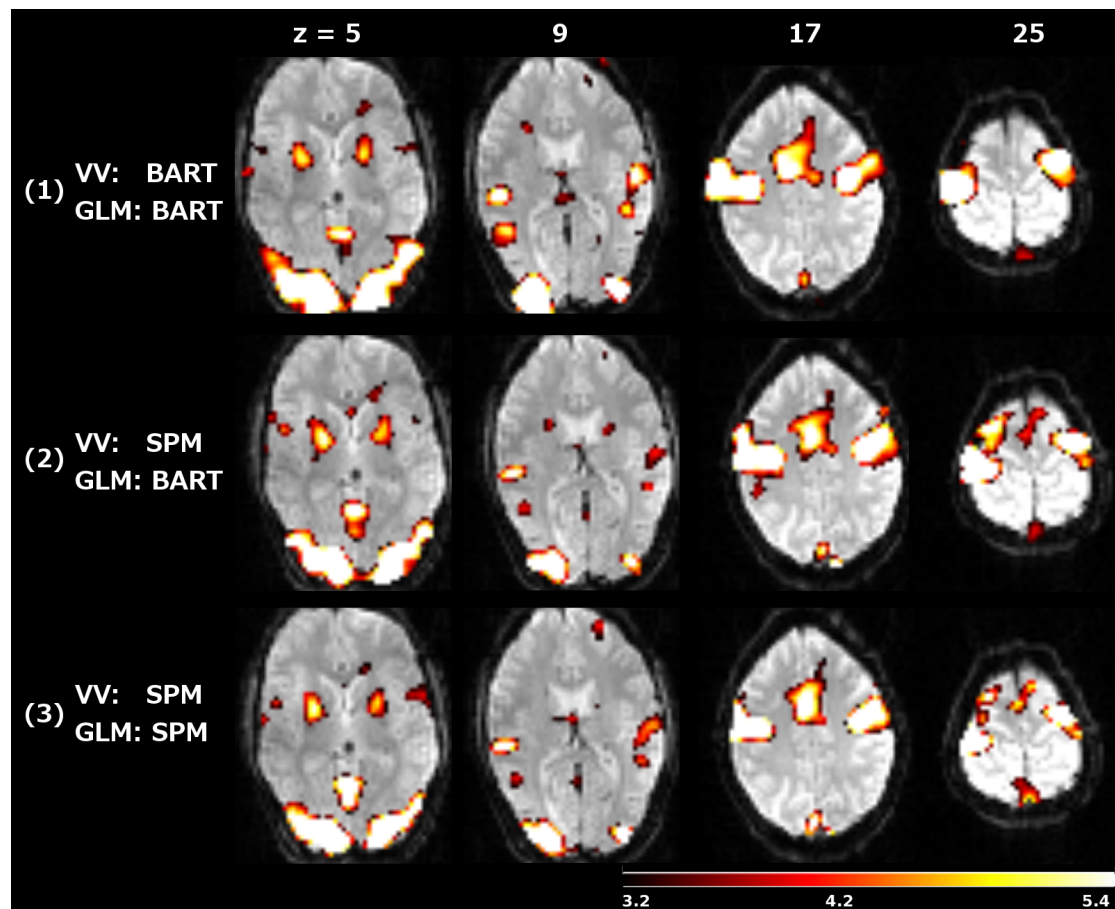 z = 5 9 17 25
(1) VV: BART
GLM: BART
(2) VV: SPM
GLM: BART
(3) VV: SPM
GLM: SPM
3.2 4.2 5.4